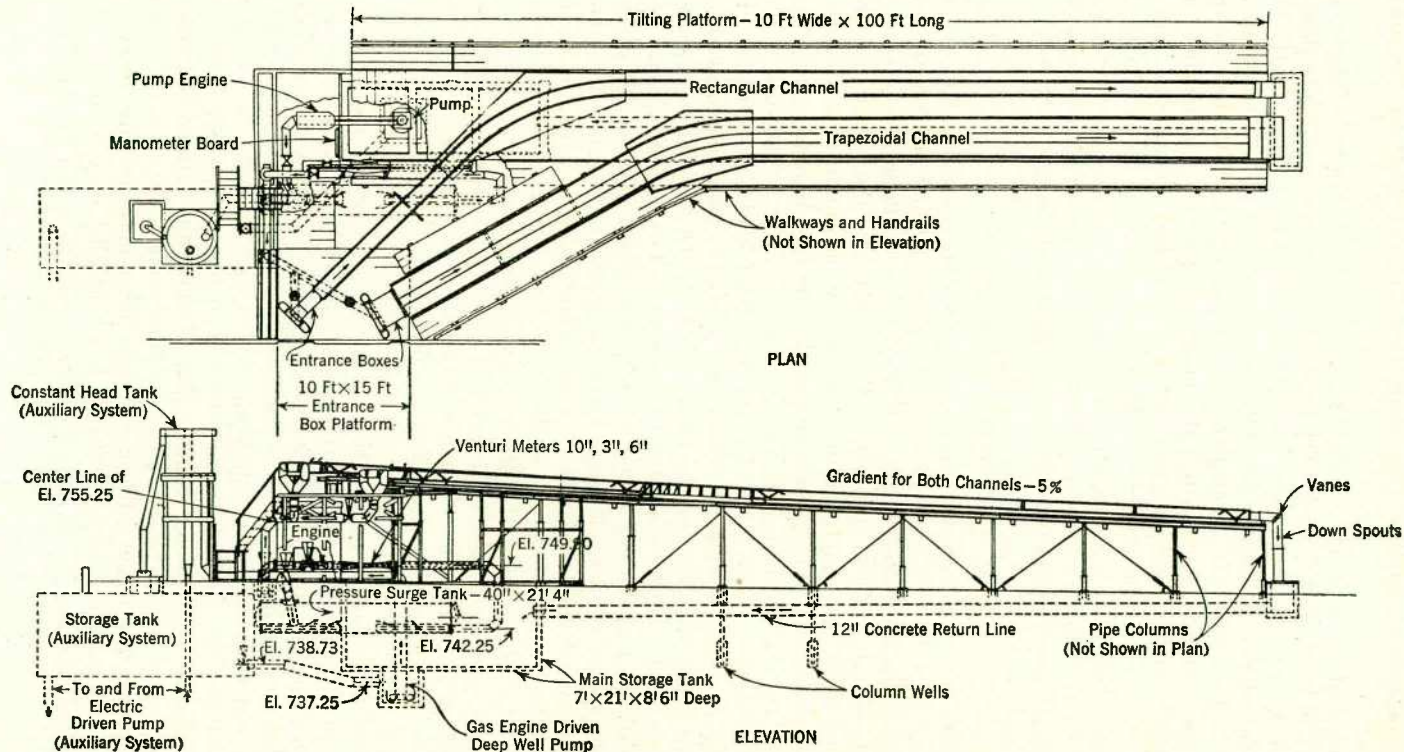 Tilting Platform – 10 Ft Wide × 100 Ft Long
Pump Engine
Pump
Rectangular Channel
Manometer Board
Trapezoidal Channel
Walkways and Handrails
(Not Shown in Elevation)
Entrance Boxes
10 Ft × 15 Ft
Entrance
Box Platform
PLAN
Constant Head Tank
(Auxiliary System)
Venturi Meters 10", 3", 6"
Center Line of
El. 755.25
Gradient for Both Channels – 5%
Vanes
Engine
El. 749.90
Down Spouts
Pressure Surge Tank – 40" × 21' 4"
Storage Tank
(Auxiliary System)
El. 738.73
El. 742.25
12" Concrete Return Line
Pipe Columns
(Not Shown in Plan)
To and From
Electric
Driven Pump
(Auxiliary System)
El. 737.25
Main Storage Tank
7' × 21' × 8' 6" Deep
Column Wells
Gas Engine Driven
Deep Well Pump
ELEVATION